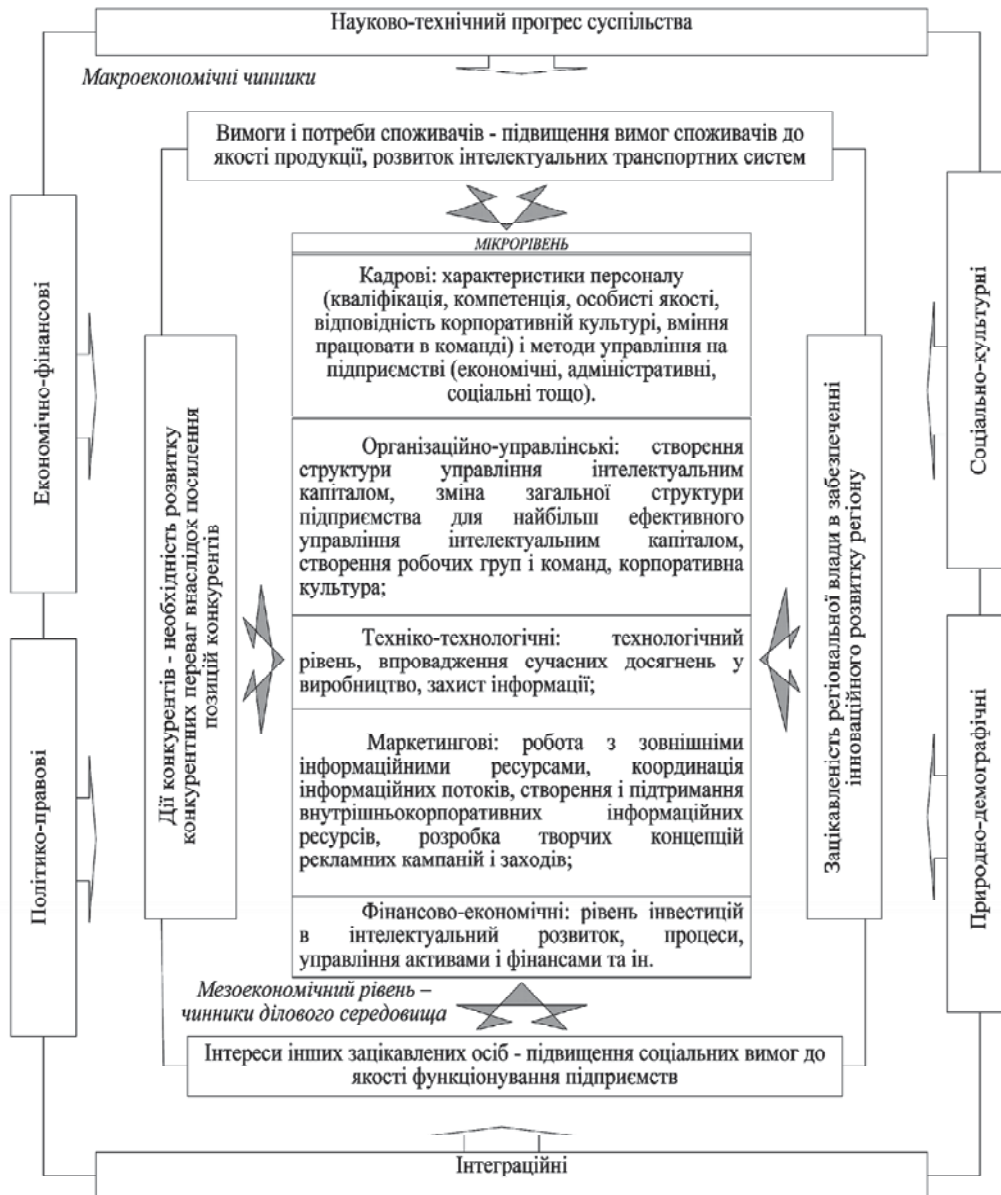 Науково-технічний прогрес суспільства
Макроекономічні чинники
Вимоги і потреби споживачів - підвищення вимог споживачів до
якості продукції, розвиток інтелектуальних транспортних систем
Економічно-фінансові
Політико-правові
Дії конкурентів - необхідність розвитку
конкурентних переваг внаслідок посилення
позицій конкурентів
МІКРОРІВЕНЬ
Кадрові: характеристики персоналу
(кваліфікація, компетенція, особисті якості,
відповідність корпоративній культурі, вміння
працювати в команді) і методи управління на
підприємстві (економічні, адміністративні,
соціальні тощо).
Організаційно-управлінські: створення
структури управління інтелектуальним
капіталом, зміна загальної структури
підприємства для найбільш ефективного
управління інтелектуальним капіталом,
створення робочих груп і команд, корпоративна
культура;
Техніко-технологічні: технологічний
рівень, впровадження сучасних досягнень у
виробництво, захист інформації;
Маркетингові: робота з зовнішніми
інформаційними ресурсами, координація
інформаційних потоків, створення і підтримання
внутрішньокорпоративних інформаційних
ресурсів, розробка творчих концепцій
рекламних кампаній і заходів;
Фінансово-економічні: рівень інвестицій
в інтелектуальний розвиток, процеси,
управління активами і фінансами та ін.
Зацікавленість регіональної влади в забезпеченні
інноваційного розвитку регіону
Соціально-культурні
Природно-демографічні
Мезоекономічний рівень –
чинники ділового середовища
Інтереси інших зацікавлених осіб - підвищення соціальних вимог до
якості функціонування підприємств
Інтеграційні